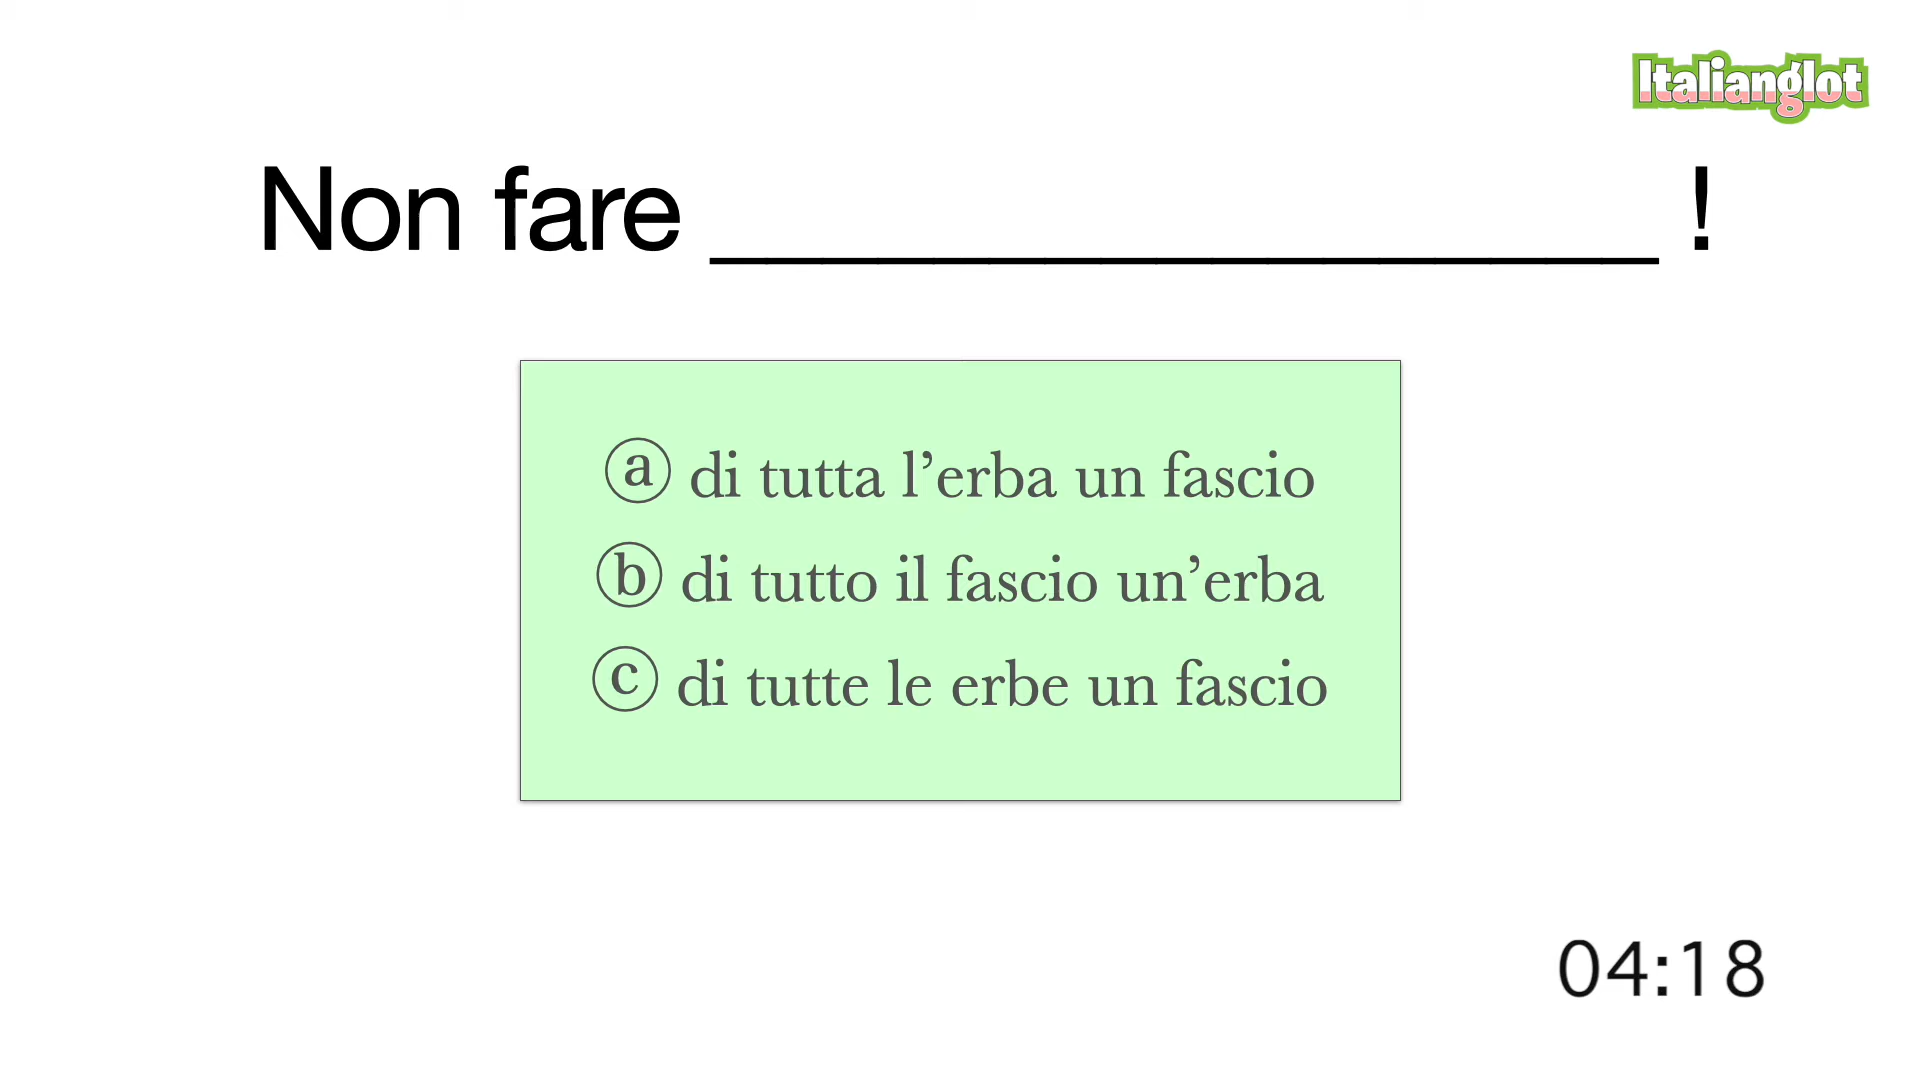 Italianglot
Non fare _________________ !
ⓐ di tutta l’erba un fascio
ⓑ di tutto il fascio un’erba
ⓒ di tutte le erbe un fascio
04:18